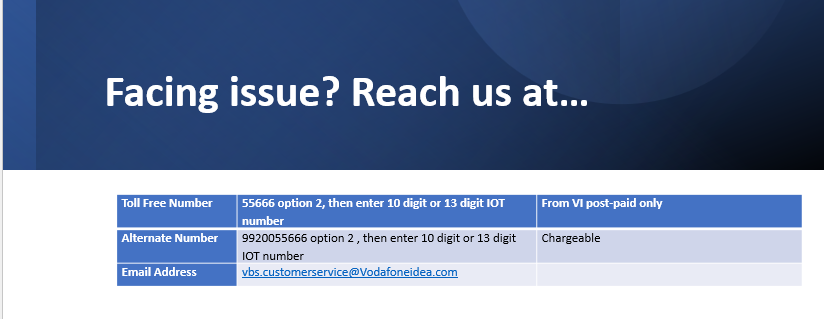 Facing issue? Reach us at...
Toll Free Number 55666 option 2, then enter 10 digit or 13 digit IOT From VI post-paid only
number
Alternate Number 9920055666 option 2 , then enter 10 digit or 13 digit Chargeable
IOT number
Email Address vbs.customerservice@Vodafoneidea.com